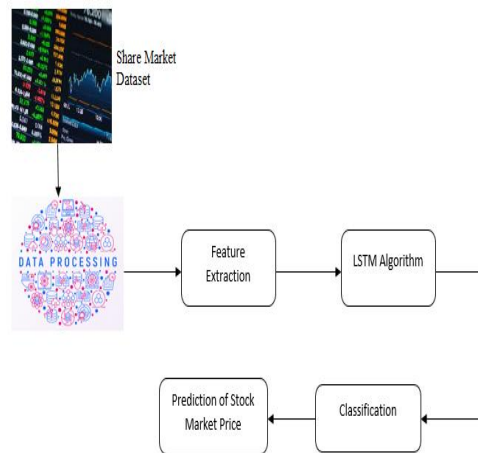 Share Market
Dataset
DATA PROCESSING
Feature
Extraction
LSTM Algorithm
Prediction of Stock
Market Price
Classification